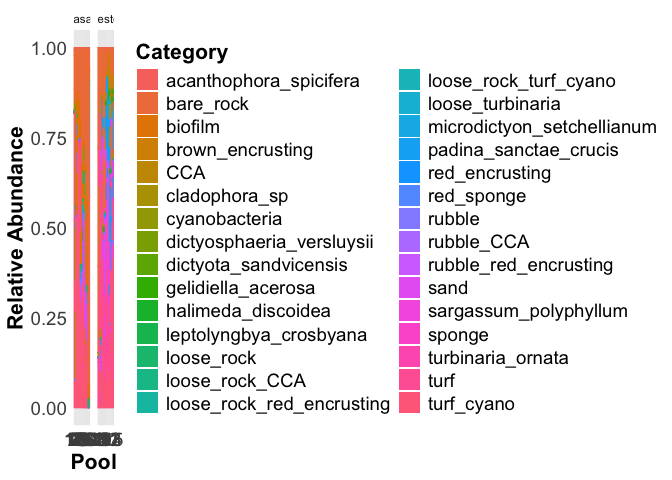 asa
est
Category
1.00
0.75
0.50
0.25
0.00
Relative Abundance
Pool
acanthophora_spicifera
bare_rock
biofilm
brown_encrusting
CCA
cladophora_sp
cyanobacteria
dictyosphaeria_versluysii
dictyota_sandvicensis
gelidiella_acerosa
halimeda_discoidea
leptolyngbya_crosbyana
loose_rock
loose_rock_CCA
loose_rock_red_encrusting
loose_rock_turf_cyano
loose_turbinaria
microdictyon_setchellianum
padina_sanctae_crucis
red_encrusting
red_sponge
rubble
rubble_CCA
rubble_red_encrusting
sand
sargassum_polyphyllum
sponge
turbinaria_ornata
turf
turf_cyano